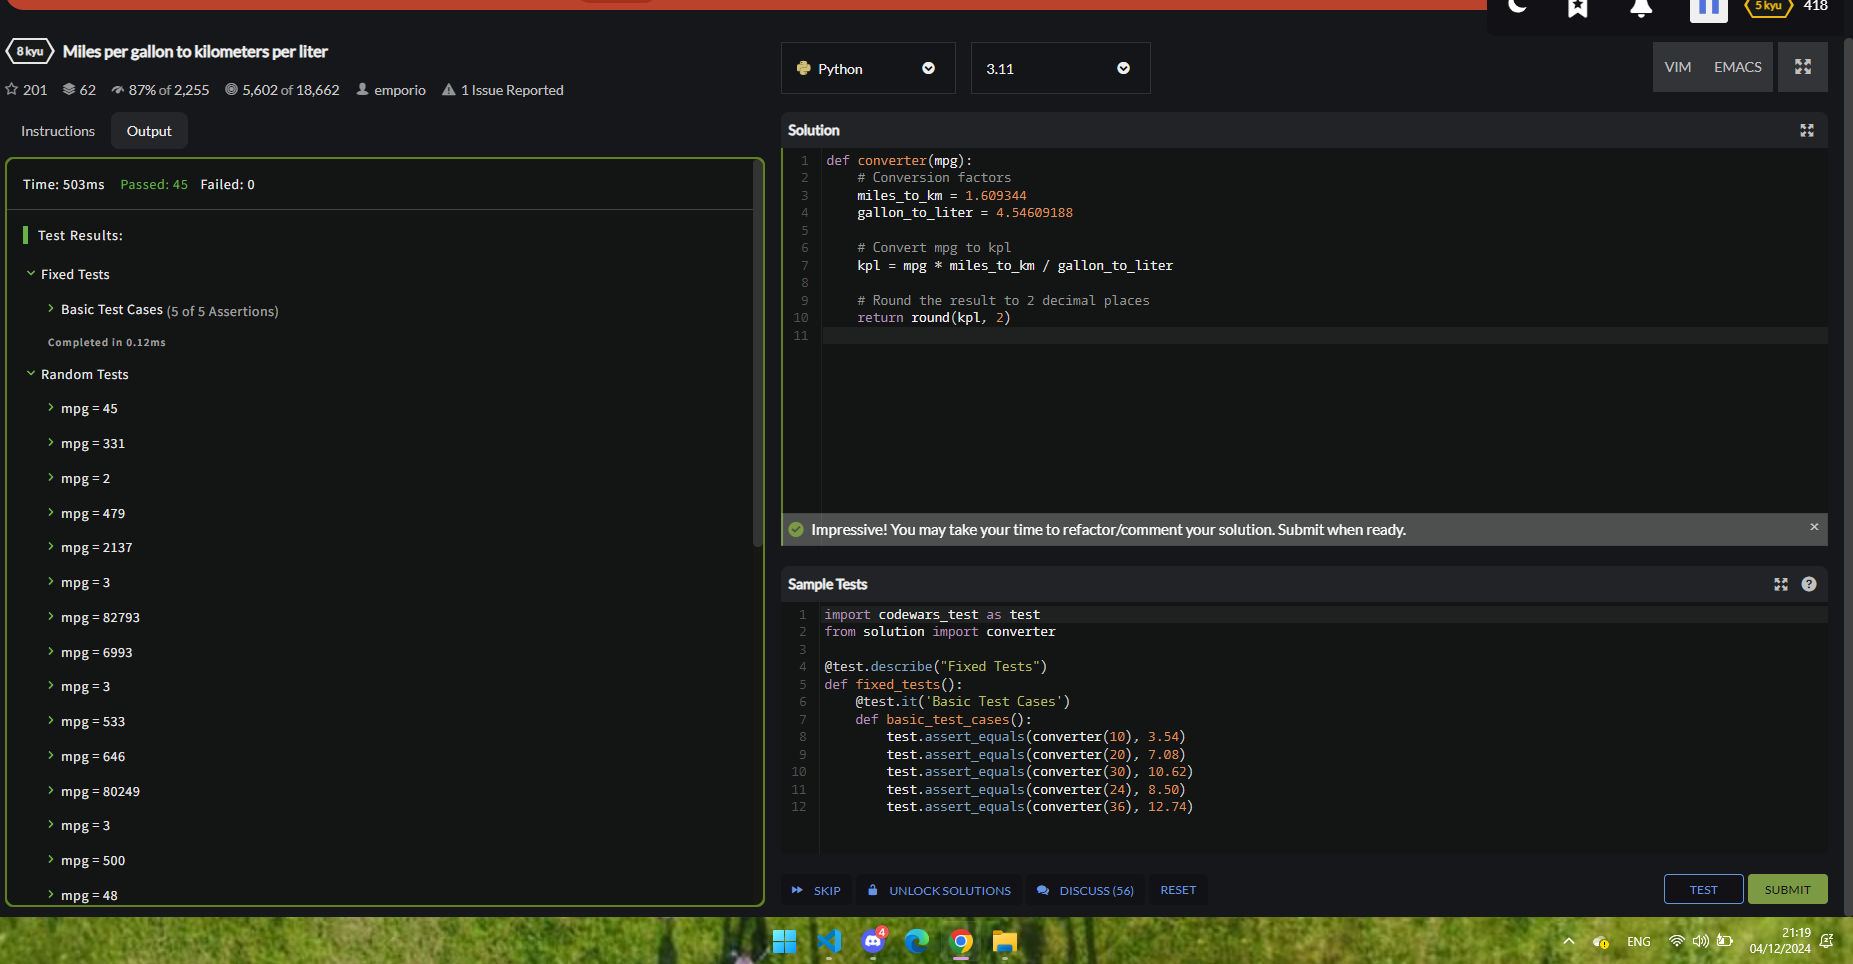 5 kyu 418
8 kyu Miles per gallon to kilometers per liter
201 62 87% of 2,255 5,602 of 18,662 emporio 1 Issue Reported
Instructions Output
Time: 503ms Passed: 45 Failed: 0
Test Results:
Fixed Tests
Basic Test Cases (5 of 5 Assertions)
Completed in 0.12ms
Random Tests
mpg = 45
mpg = 331
mpg = 2
mpg = 479
mpg = 2137
mpg = 3
mpg = 82793
mpg = 6993
mpg = 3
mpg = 533
mpg = 646
mpg = 80249
mpg = 3
mpg = 500
mpg = 48
Python 3.11 VIM EMACS
Solution
1 def converter(mpg):
2 # Conversion factors
3 miles_to_km = 1.609344
4 gallon_to_liter = 4.54609188
5
6 # Convert mpg to kpl
7 kpl = mpg * miles_to_km / gallon_to_liter
8
9 # Round the result to 2 decimal places
10 return round(kpl, 2)
11
Impressive! You may take your time to refactor/comment your solution. Submit when ready. ×
Sample Tests ?
1 import codewars_test as test
2 from solution import converter
3
4 @test.describe("Fixed Tests")
5 def fixed_tests():
6 @test.it('Basic Test Cases')
7 def basic_test_cases():
8 test.assert_equals(converter(10), 3.54)
9 test.assert_equals(converter(20), 7.08)
10 test.assert_equals(converter(30), 10.62)
11 test.assert_equals(converter(24), 8.50)
12 test.assert_equals(converter(36), 12.74)
SKIP UNLOCK SOLUTIONS DISCUSS (56) RESET TEST SUBMIT
4 ENG 21:19
04/12/2024